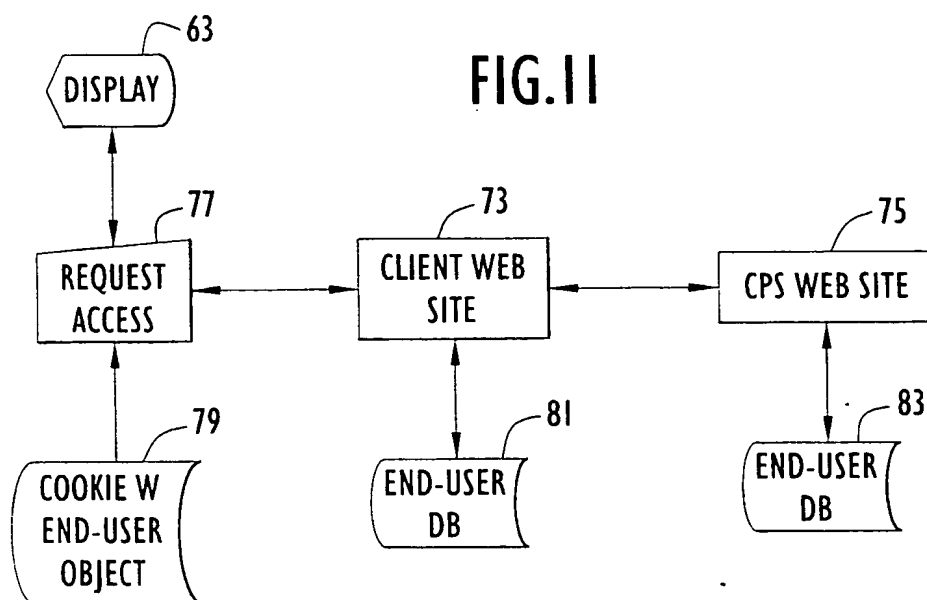 63
DISPLAY
FIG.11
77
REQUEST
ACCESS
73
CLIENT WEB
SITE
75
CPS WEB SITE
79
COOKIE W
END-USER
OBJECT
81
END-USER
DB
83
END-USER
DB